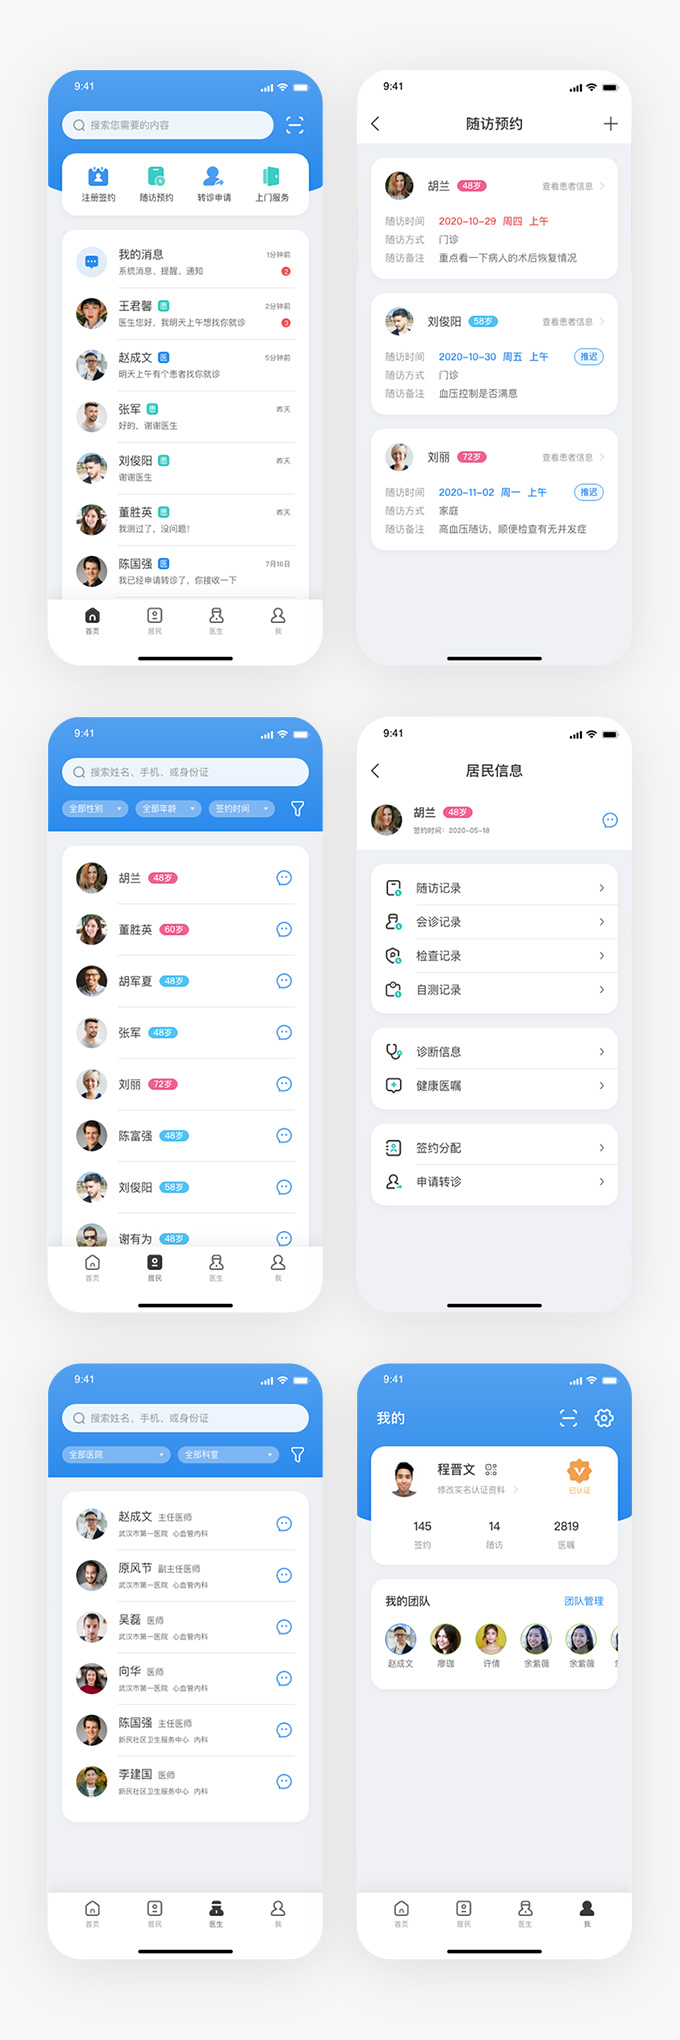 9:41
搜索您需要的内容
注册签约 随访预约 转诊申请 上门服务
我的消息 1分钟前
系统消息、提醒、通知 2
王君馨 患 2分钟前
医生您好，我明天上午想找你就诊 3
赵成文 医 5分钟前
明天上午有个患者找你就诊
张军 患 昨天
好的，谢谢医生
刘俊阳 患 昨天
谢谢医生
董胜英 患 昨天
我测过了，没问题！
陈国强 医 7月16日
我已经申请转诊了，你接收一下
首页 居民 医生 我
9:41
随访预约
胡兰 48岁 查看患者信息
随访时间 2020-10-29 周四 上午
随访方式 门诊
随访备注 重点看一下病人的术后恢复情况
刘俊阳 58岁 查看患者信息
随访时间 2020-10-30 周五 上午 推迟
随访方式 门诊
随访备注 血压控制是否满意
刘丽 72岁 查看患者信息
随访时间 2020-11-02 周一 上午 推迟
随访方式 家庭
随访备注 高血压随访，顺便检查有无并发症
9:41
搜索姓名、手机、或身份证
全部性别 全部年龄 签约时间
胡兰 48岁
董胜英 60岁
胡军夏 48岁
张军 48岁
刘丽 72岁
陈富强 48岁
刘俊阳 58岁
谢有为 48岁
首页 居民 医生 我
9:41
居民信息
胡兰 48岁
签约时间：2020-05-18
随访记录
会诊记录
检查记录
自测记录
诊断信息
健康医嘱
签约分配
申请转诊
9:41
搜索姓名、手机、或身份证
全部医院 全部科室
赵成文 主任医师
武汉市第一医院 心血管内科
原风节 副主任医师
武汉市第一医院 心血管内科
吴磊 医师
武汉市第一医院 心血管内科
向华 医师
武汉市第一医院 心血管内科
陈国强 主任医师
新民社区卫生服务中心 内科
李建国 医师
新民社区卫生服务中心 内科
首页 居民 医生 我
9:41
我的
程晋文
修改实名认证资料 已认证
145 14 2819
签约 随访 医嘱
我的团队 团队管理
赵成文 廖珈 许倩 余紫薇 余紫薇
首页 居民 医生 我